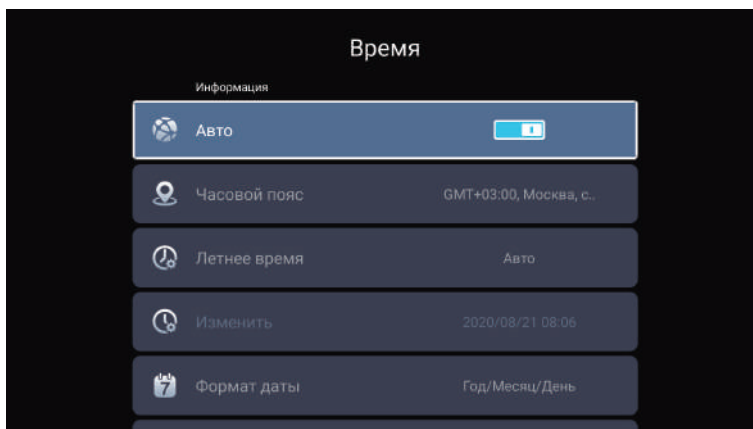 Время
Информация
Авто
Часовой пояс GMT+03:00, Москва, с..
Летнее время Авто
Изменить 2020/08/21 08:06
7 Формат даты Год/Месяц/День